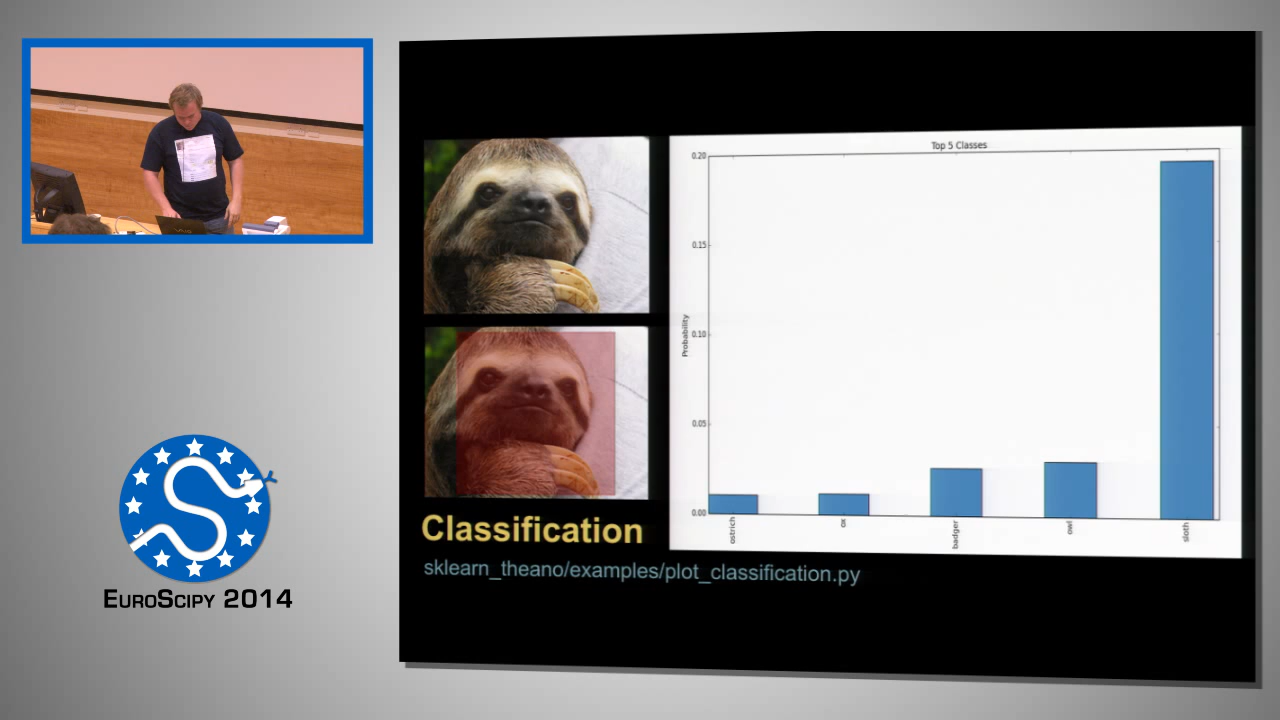 Top 5 Classes
0.20
0.15
0.10
0.05
0.00
Probability
ostrich
ox
badger
owl
sloth
Classification
sklearn_theano/examples/plot_classification.py
EUROSCIPY 2014